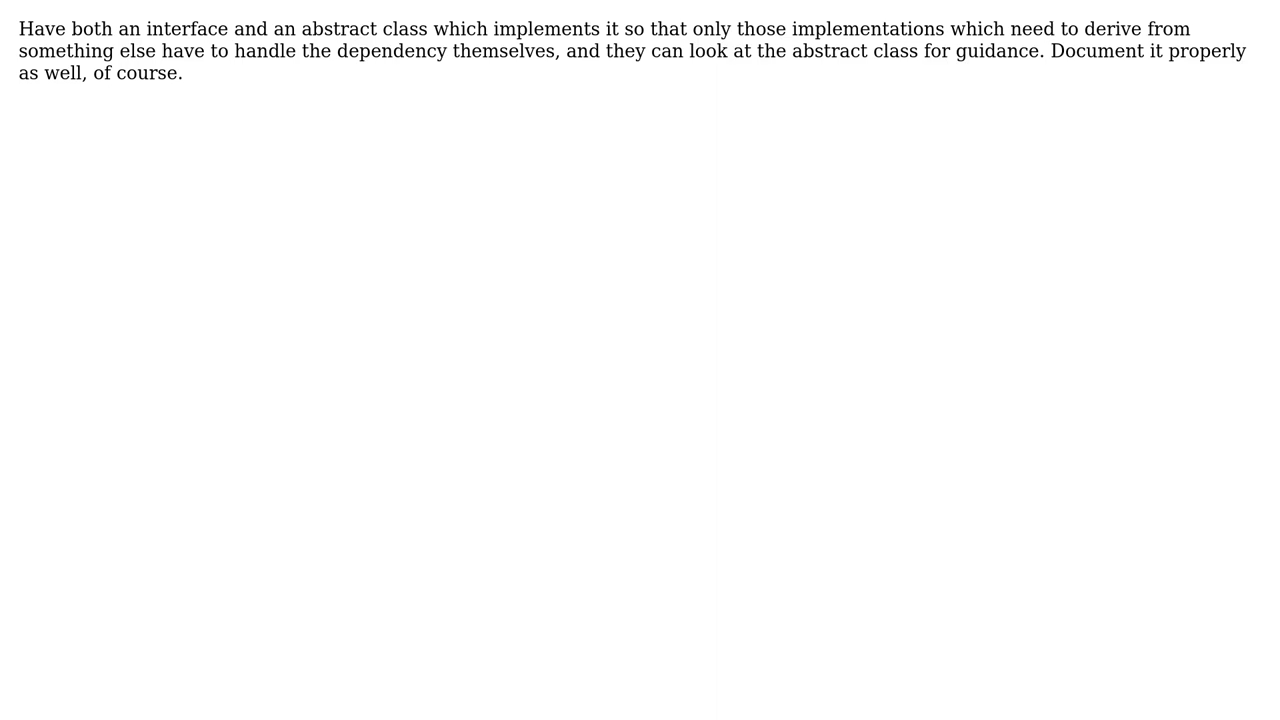 Have both an interface and an abstract class which implements it so that only those implementations which need to derive from
something else have to handle the dependency themselves, and they can look at the abstract class for guidance. Document it properly
as well, of course.